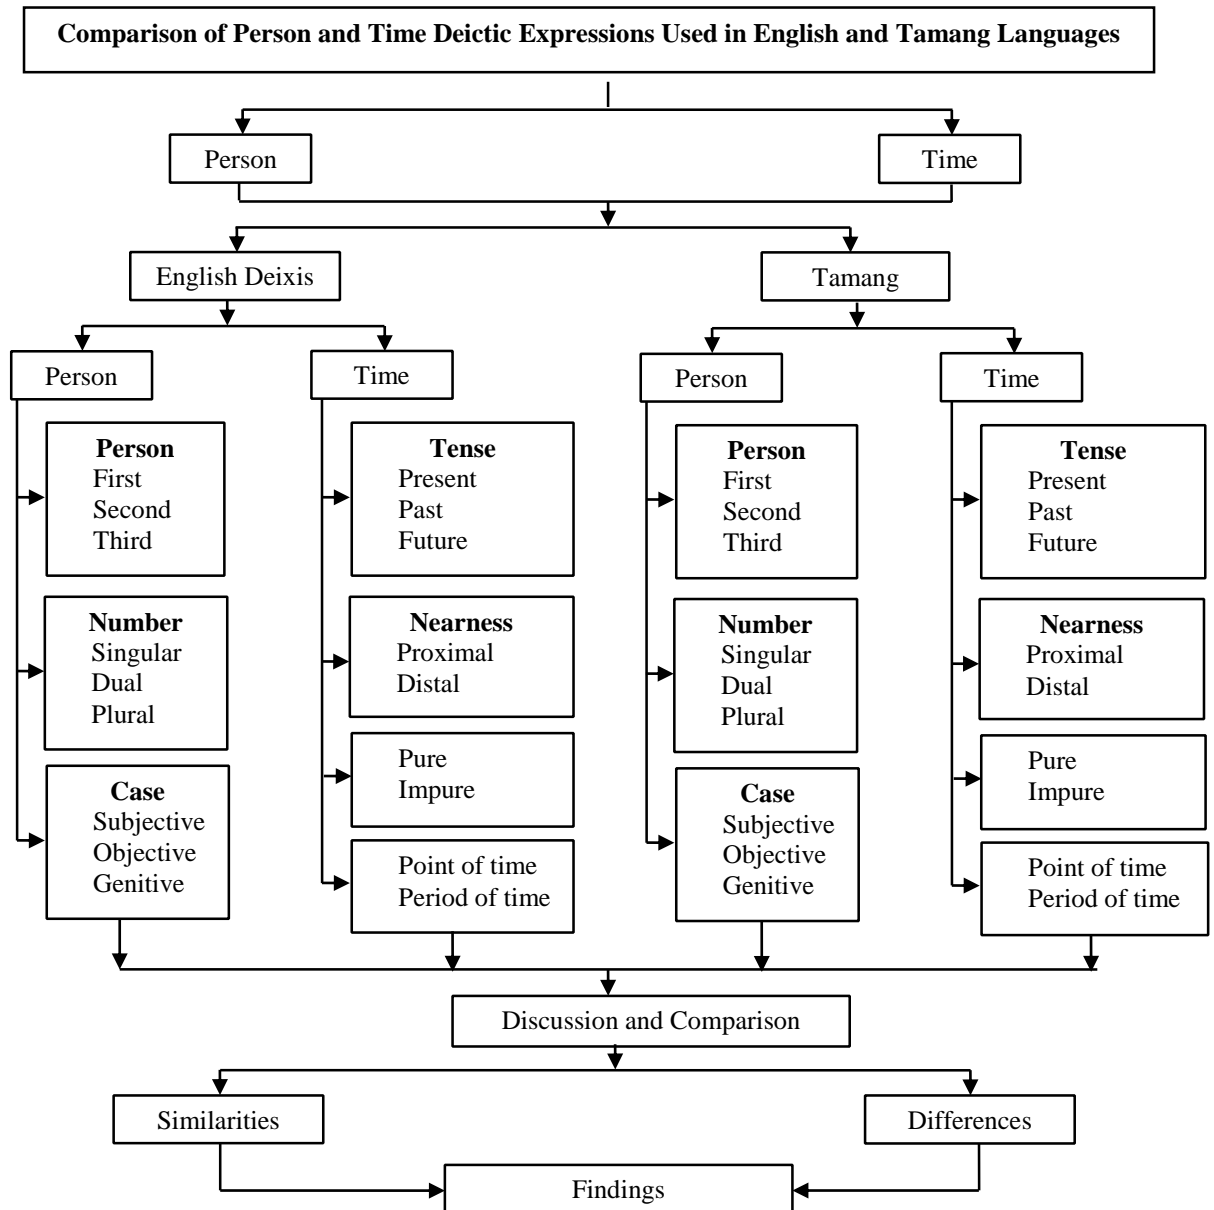 Comparison of Person and Time Deictic Expressions Used in English and Tamang Languages
Person
Time
English Deixis
Tamang
Person
Time
Person
Time
Person
First
Second
Third
Number
Singular
Dual
Plural
Case
Subjective
Objective
Genitive
Tense
Present
Past
Future
Nearness
Proximal
Distal
Pure
Impure
Point of time
Period of time
Person
First
Second
Third
Number
Singular
Dual
Plural
Case
Subjective
Objective
Genitive
Tense
Present
Past
Future
Nearness
Proximal
Distal
Pure
Impure
Point of time
Period of time
Discussion and Comparison
Similarities
Differences
Findings